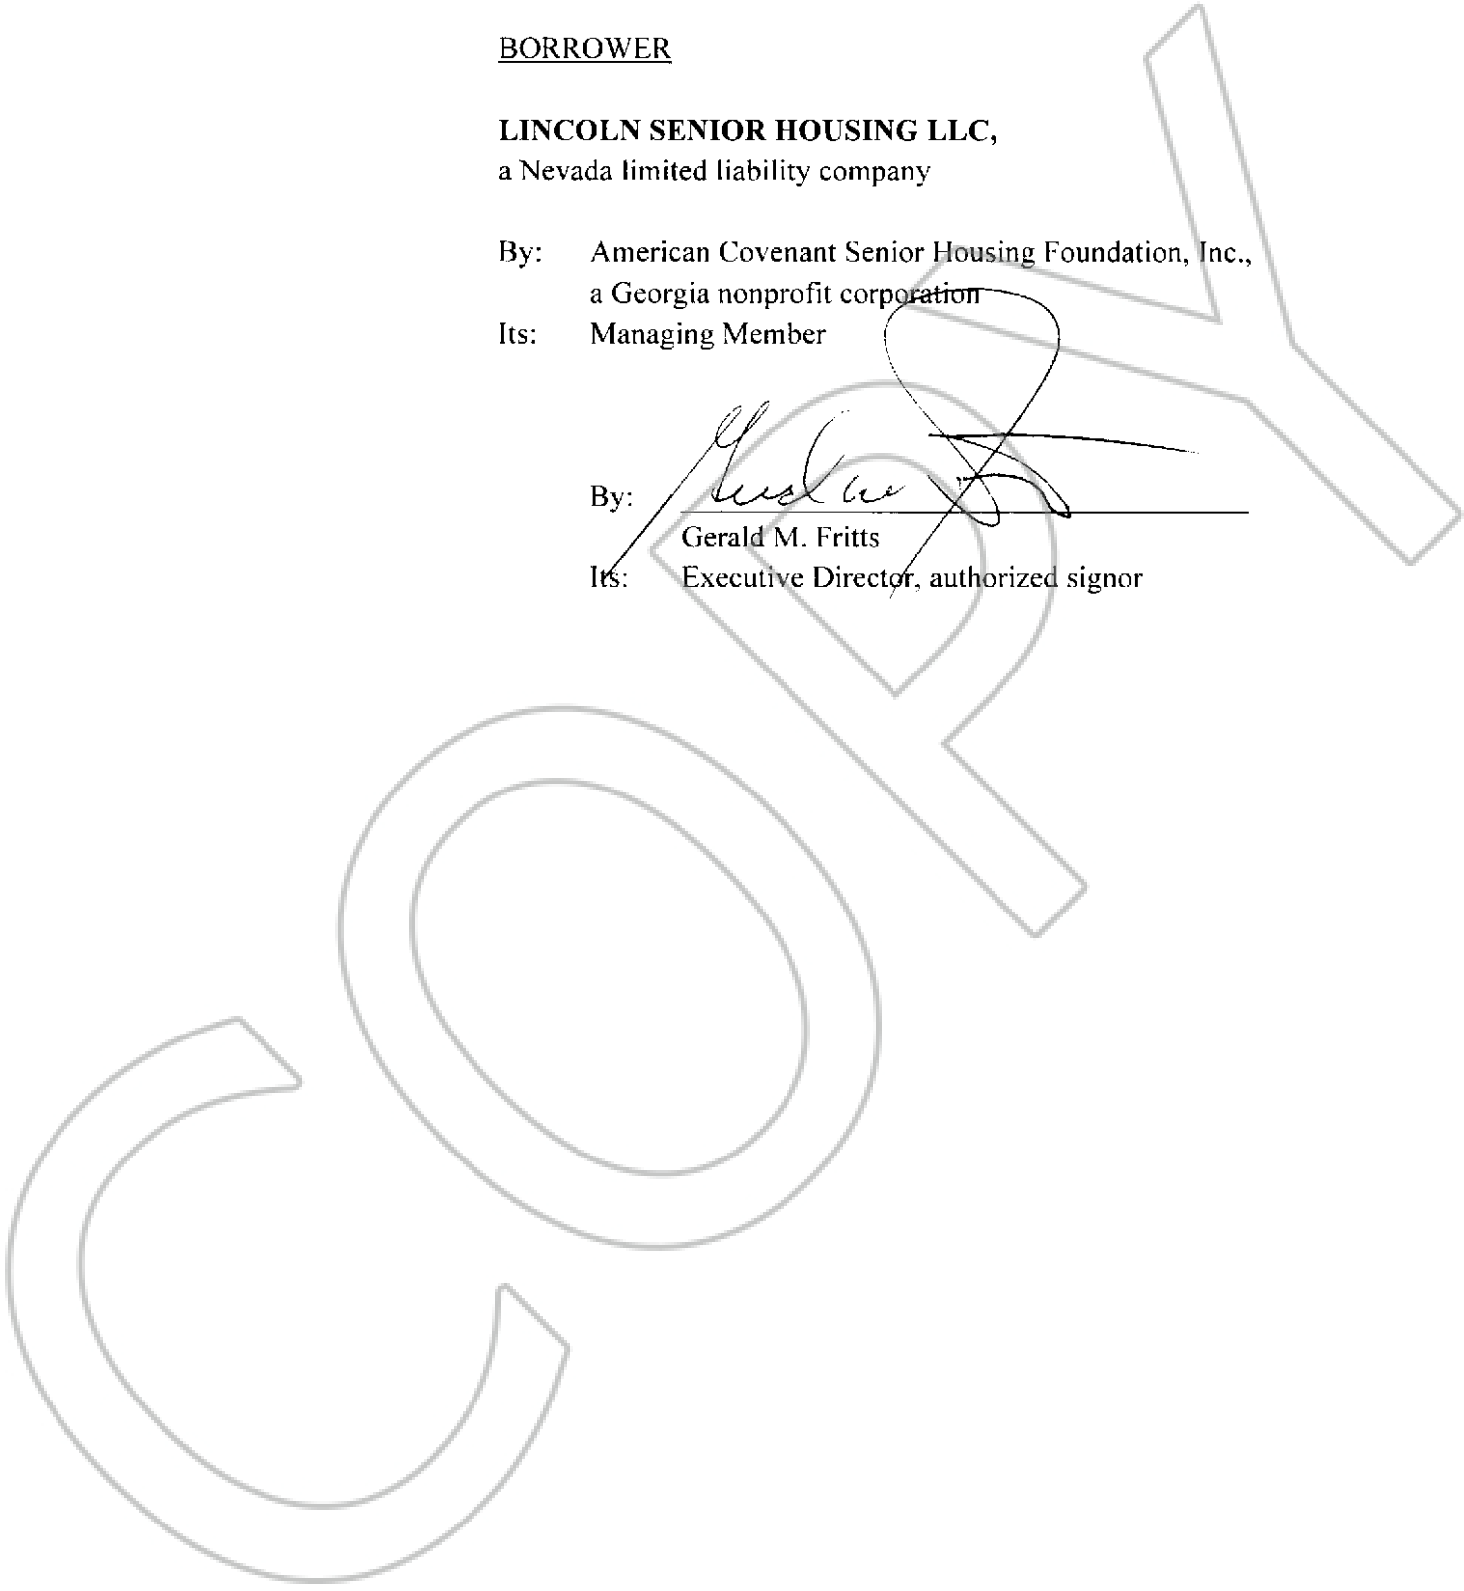 BORROWER
LINCOLN SENIOR HOUSING LLC,
a Nevada limited liability company
By: American Covenant Senior Housing Foundation, Inc.,
a Georgia nonprofit corporation
Its: Managing Member
By:
Gerald M. Fritts
Its: Executive Director, authorized signor
COPY